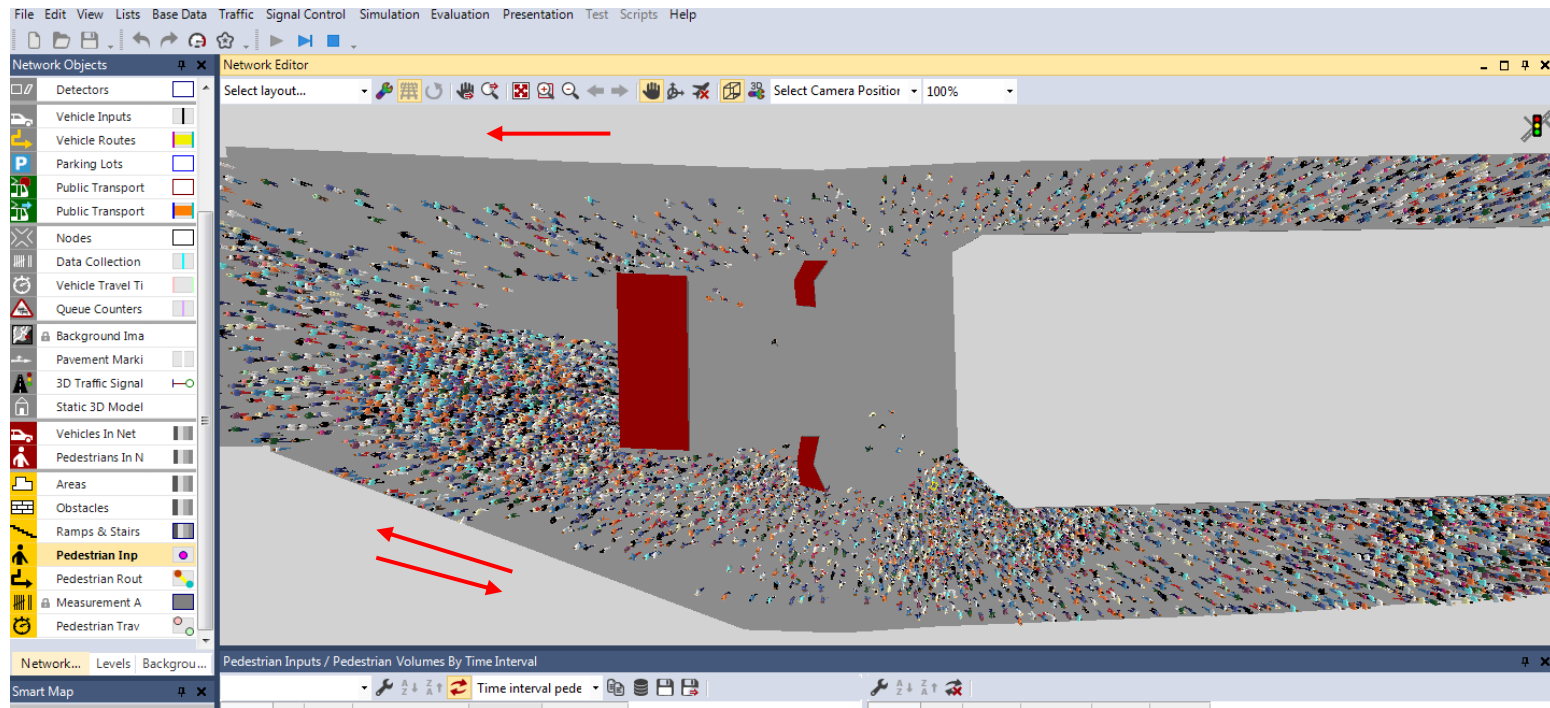 File Edit View Lists Base Data Traffic Signal Control Simulation Evaluation Presentation Test Scripts Help
Network Objects
Network Editor
Select layout...
Select Camera Position
100%
3D
Detectors
Vehicle Inputs
Vehicle Routes
P Parking Lots
Public Transport
Public Transport
Nodes
Data Collection
Vehicle Travel Ti
Queue Counters
Background Ima
Pavement Marki
3D Traffic Signal
Static 3D Model
Vehicles In Net
Pedestrians In N
Areas
Obstacles
Ramps & Stairs
Pedestrian Inp
Pedestrian Rout
Measurement A
Pedestrian Trav
Network... Levels Backgrou...
Pedestrian Inputs / Pedestrian Volumes By Time Interval
Smart Map
Time interval pede